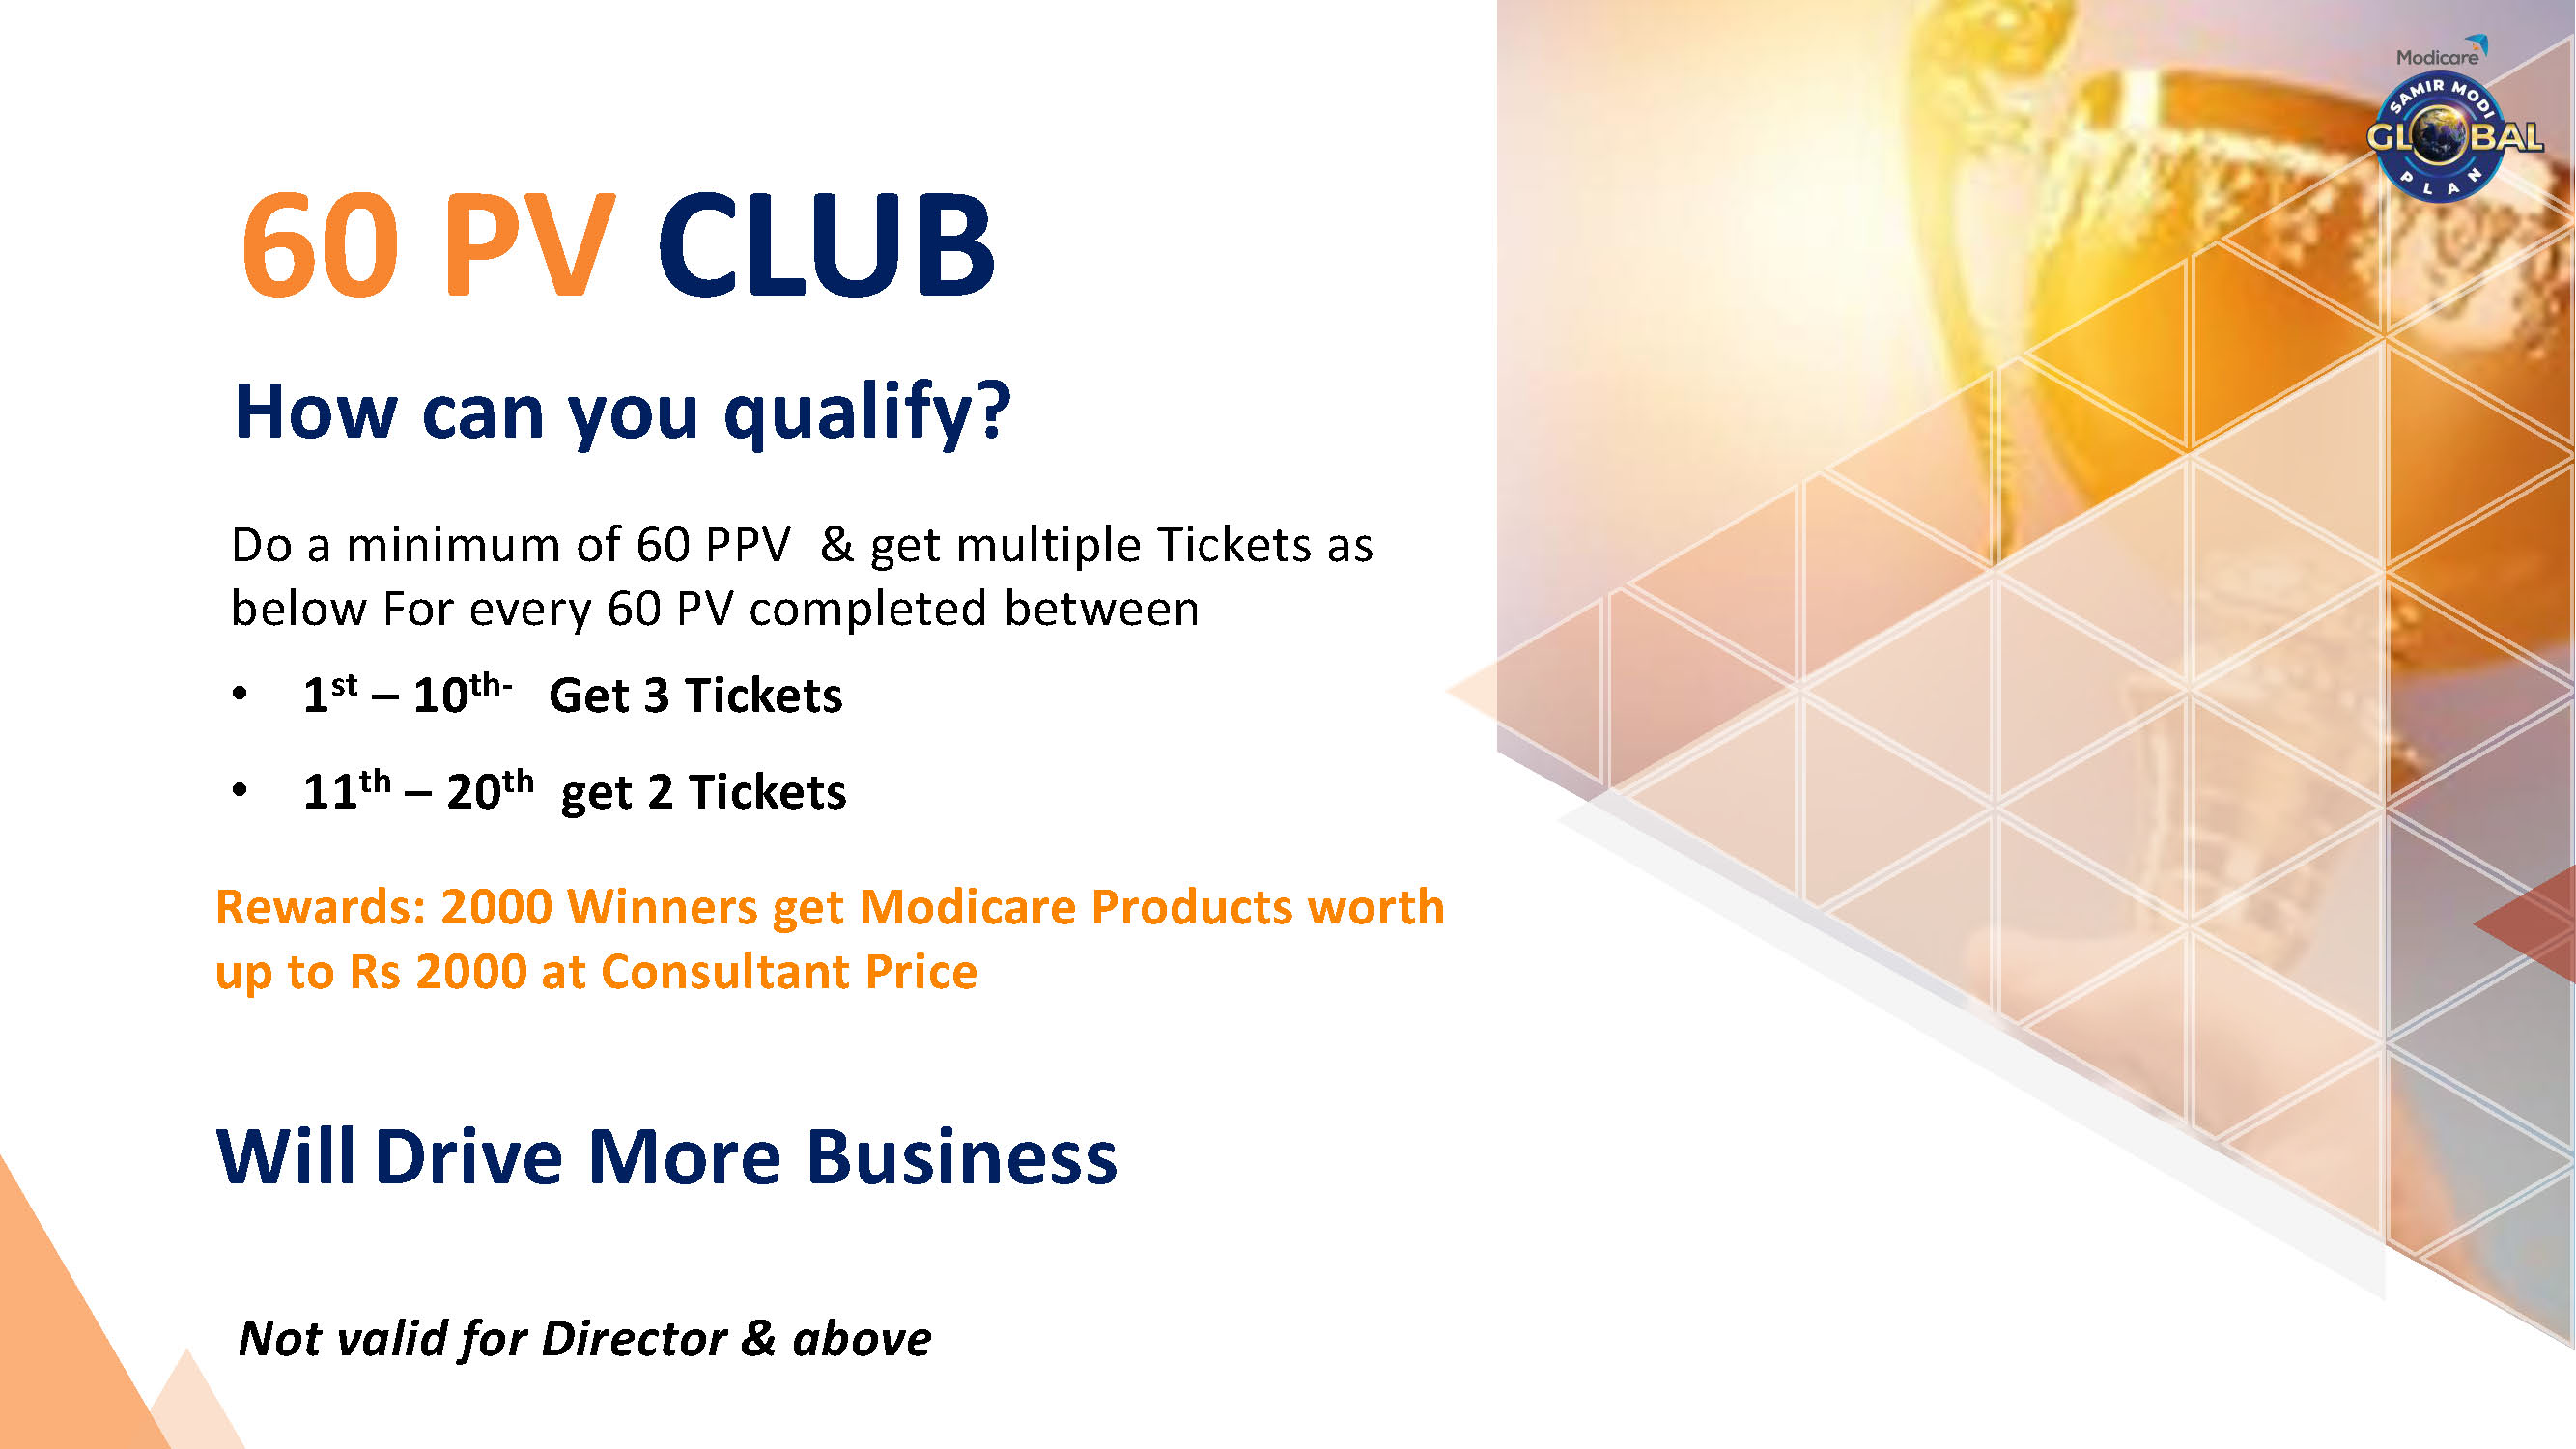 Modicare
SAMIR MODI
GLOBAL
PLAN
60 PV CLUB
How can you qualify?
Do a minimum of 60 PPV & get multiple Tickets as
below For every 60 PV completed between
• 1st – 10th- Get 3 Tickets
• 11th – 20th get 2 Tickets
Rewards: 2000 Winners get Modicare Products worth
up to Rs 2000 at Consultant Price
Will Drive More Business
Not valid for Director & above